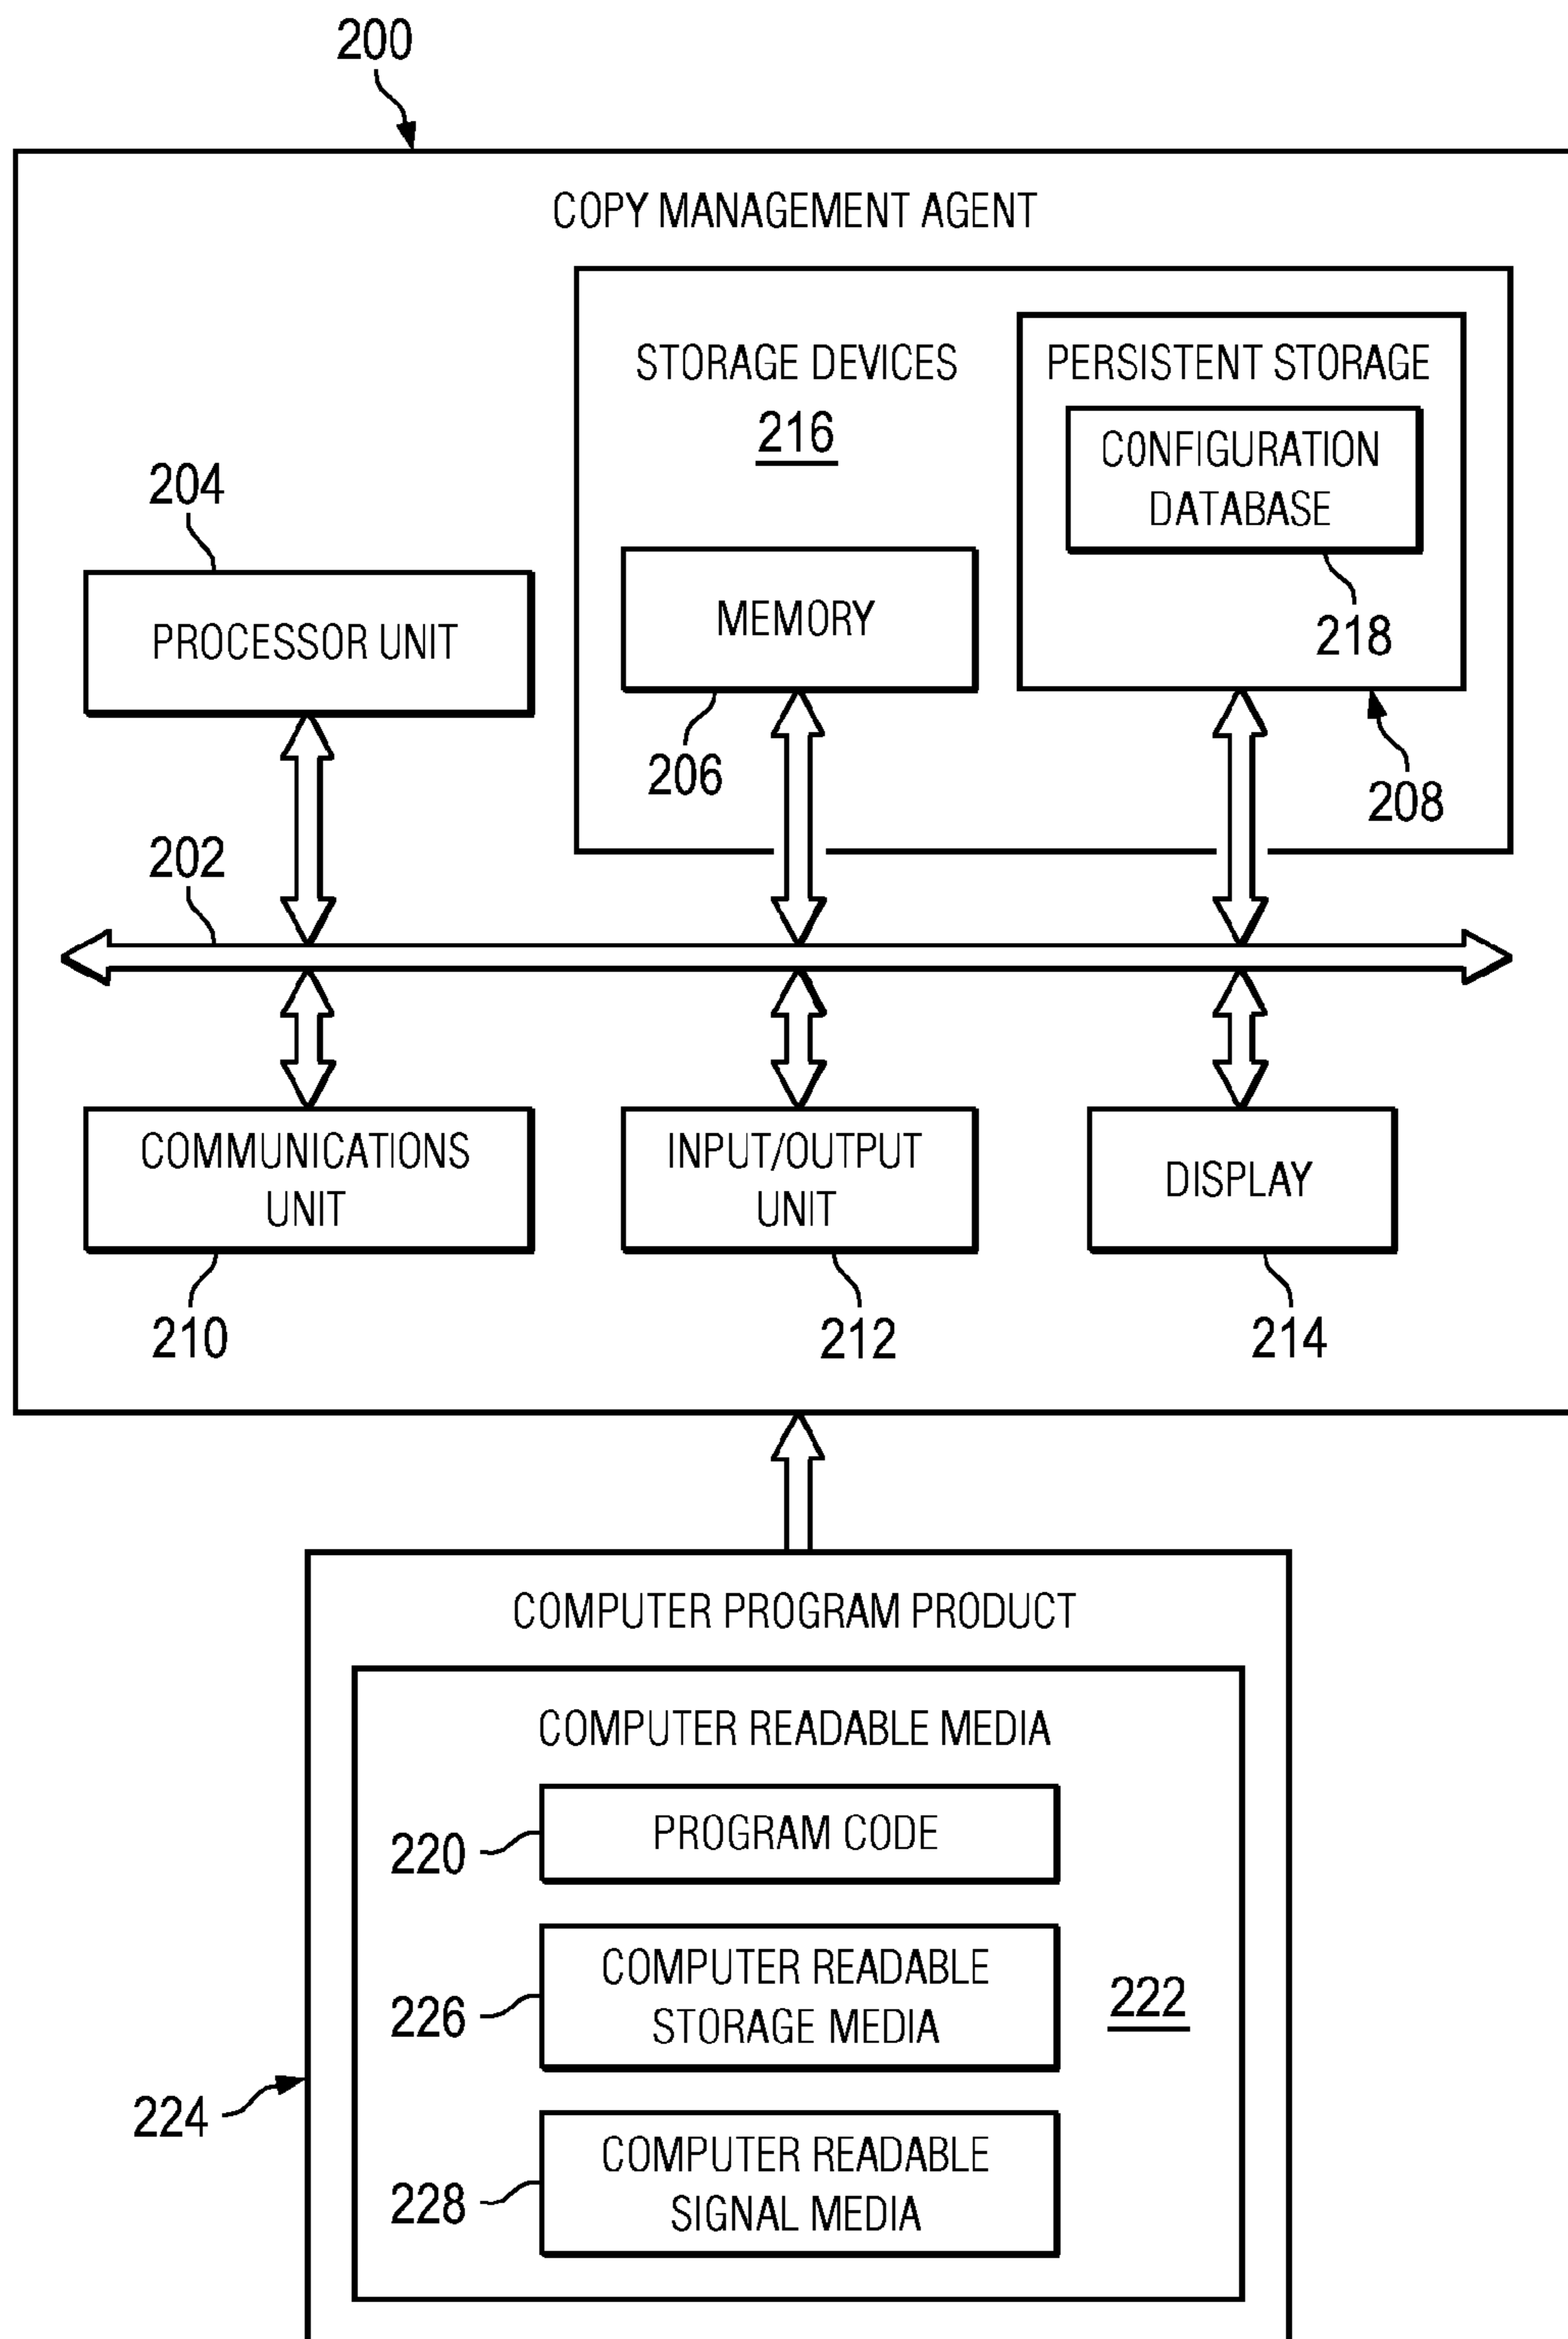 200
COPY MANAGEMENT AGENT
STORAGE DEVICES
216
PERSISTENT STORAGE
CONFIGURATION
DATABASE
218
204
PROCESSOR UNIT
MEMORY
206
208
202
COMMUNICATIONS
UNIT
210
INPUT/OUTPUT
UNIT
212
DISPLAY
214
COMPUTER PROGRAM PRODUCT
COMPUTER READABLE MEDIA
220
PROGRAM CODE
226
COMPUTER READABLE
STORAGE MEDIA
222
224
228
COMPUTER READABLE
SIGNAL MEDIA